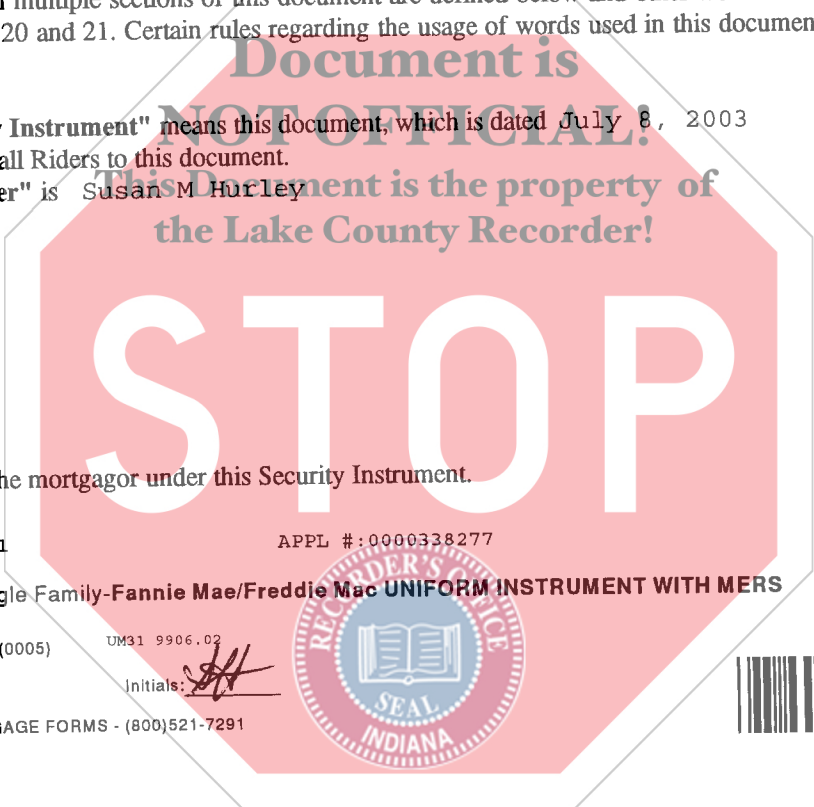 multiple sections of this document are defined below and
20 and 21. Certain rules regarding the usage of words used in this documen
Document is
NOT OFFICIAL!
Instrument" means this document, which is dated July 8, 2003
all Riders to this document.
er" is Susan M Hurley
This Document is the property of
the Lake County Recorder!
STOP
he mortgagor under this Security Instrument.
1 APPL #:0000338277
gle Family-Fannie Mae/Freddie Mac UNIFORM INSTRUMENT WITH MERS
(0005) UM31 9906.02
Initials:
GAGE FORMS - (800)521-7291
RECORDER'S OFFICE
SEAL
INDIANA